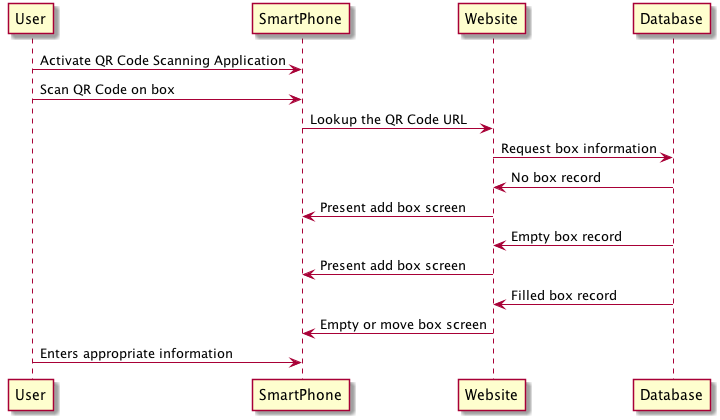 User
SmartPhone
Website
Database
Activate QR Code Scanning Application
Scan QR Code on box
Lookup the QR Code URL
Request box information
No box record
Present add box screen
Empty box record
Present add box screen
Filled box record
Empty or move box screen
Enters appropriate information
User
SmartPhone
Website
Database